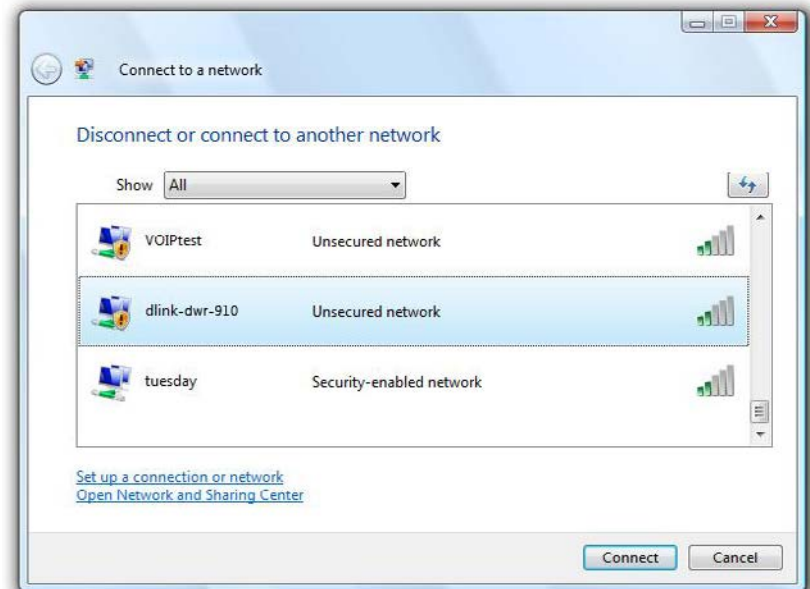 Connect to a network
Disconnect or connect to another network
Show All
VOIPtest Unsecured network
dlink-dwr-910 Unsecured network
tuesday Security-enabled network
Set up a connection or network
Open Network and Sharing Center
Connect Cancel